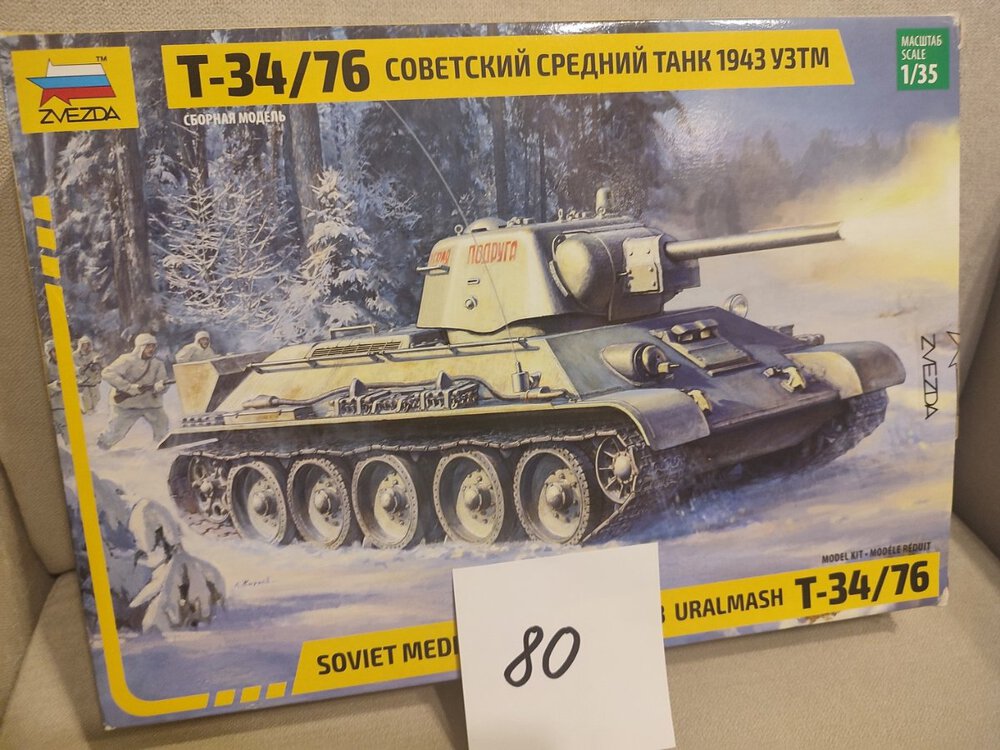 ZVEZDA
™
Т-34/76 СОВЕТСКИЙ СРЕДНИЙ ТАНК 1943 УЗТМ
МАСШТАБ
SCALE
1/35
СБОРНАЯ МОДЕЛЬ
ПОДРУГА
ZVEZDA
MODEL KIT · MODÈLE RÉDUIT
SOVIET MEDI
URALMASH T-34/76
80